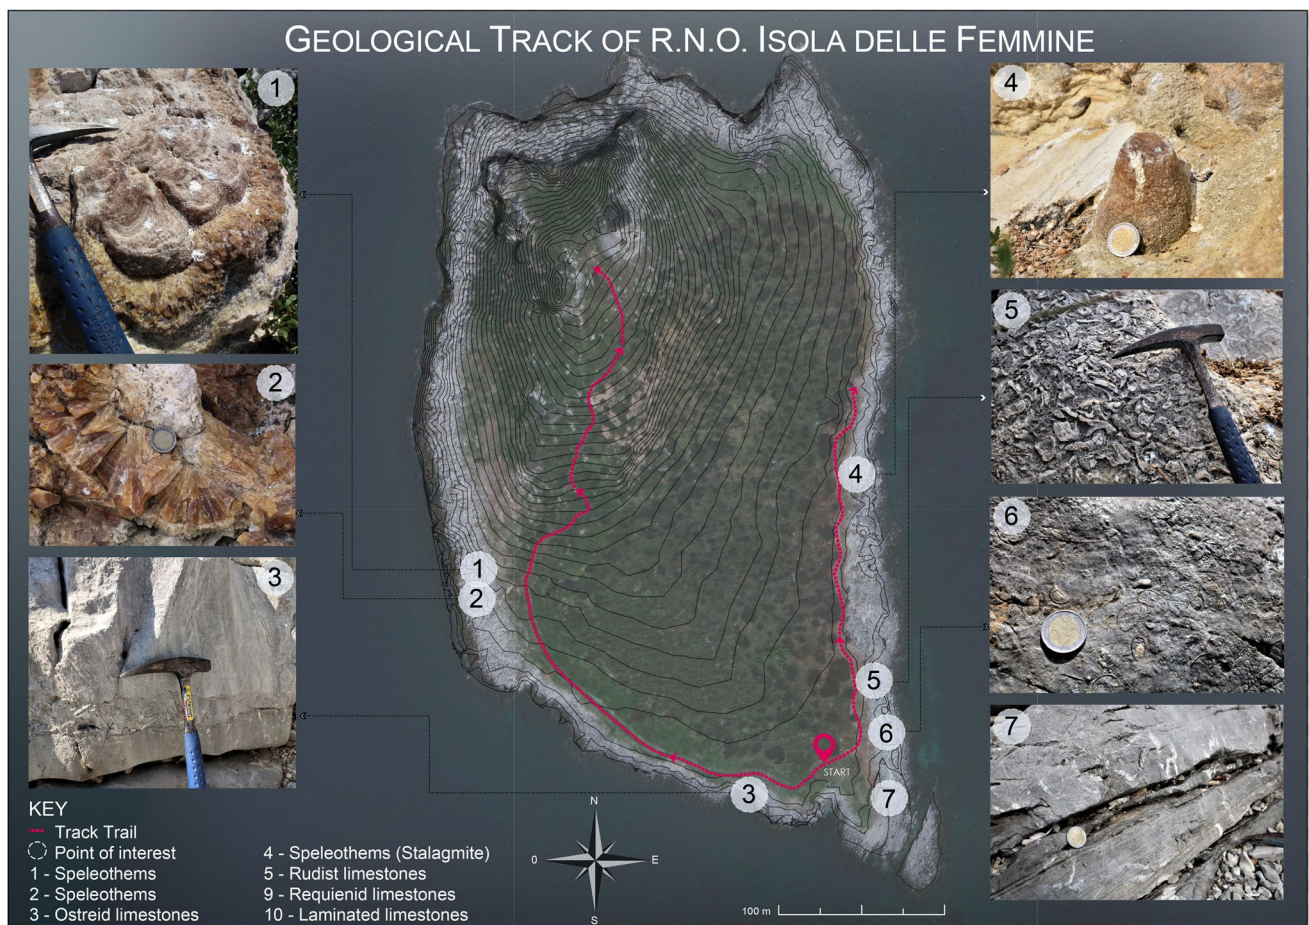 GEOLOGICAL TRACK OF R.N.O. ISOLA DELLE FEMMINE
1
2
3
4
5
6
7
1
2
3
4
5
6
7
START
KEY
Track Trail
Point of interest
1 - Speleothems
2 - Speleothems
3 - Ostreid limestones
4 - Speleothems (Stalagmite)
5 - Rudist limestones
9 - Requienid limestones
10 - Laminated limestones
N
0
E
S
100 m